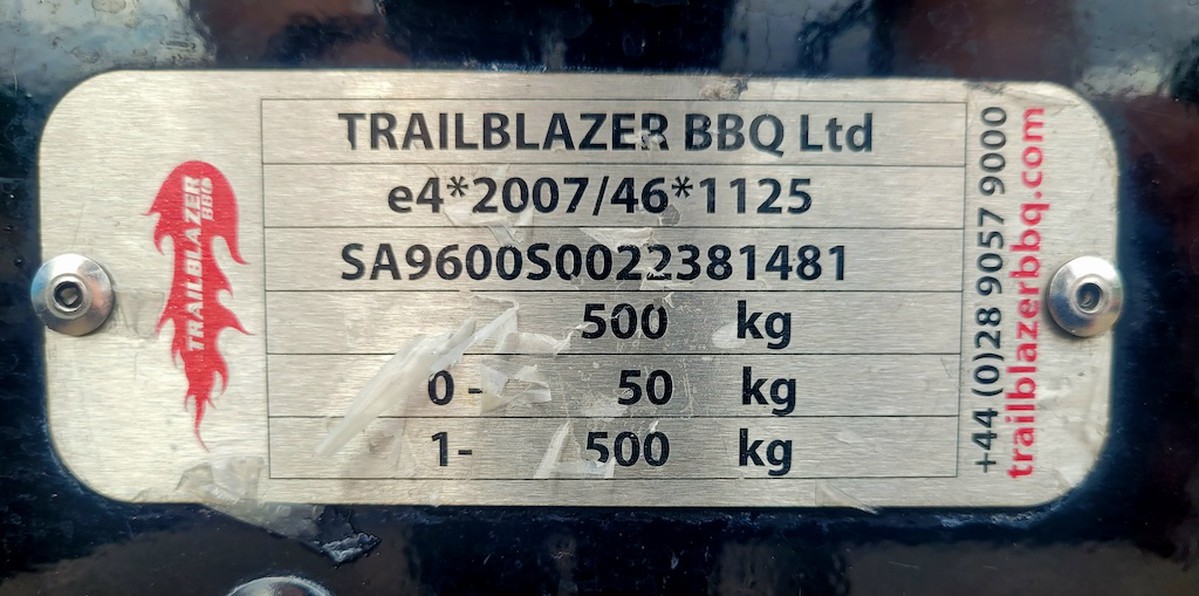 TRAILBLAZER BBQ
TRAILBLAZER BBQ Ltd
e4*2007/46*1125
SA9600S0022381481
500 kg
0 - 50 kg
1- 500 kg
+44 (0)28 9057 9000
trailblazerbbq.com